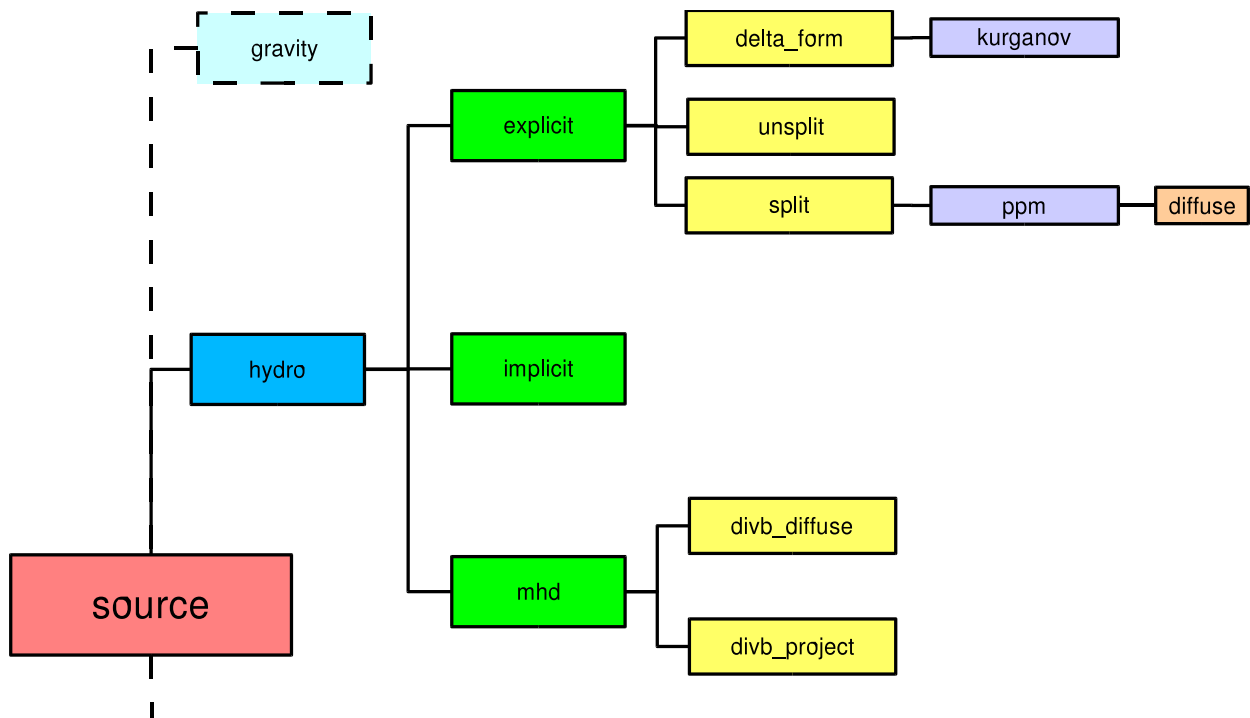 gravity
delta_form
kurganov
explicit
unsplit
split
ppm
diffuse
hydro
implicit
divb_diffuse
mhd
source
divb_project